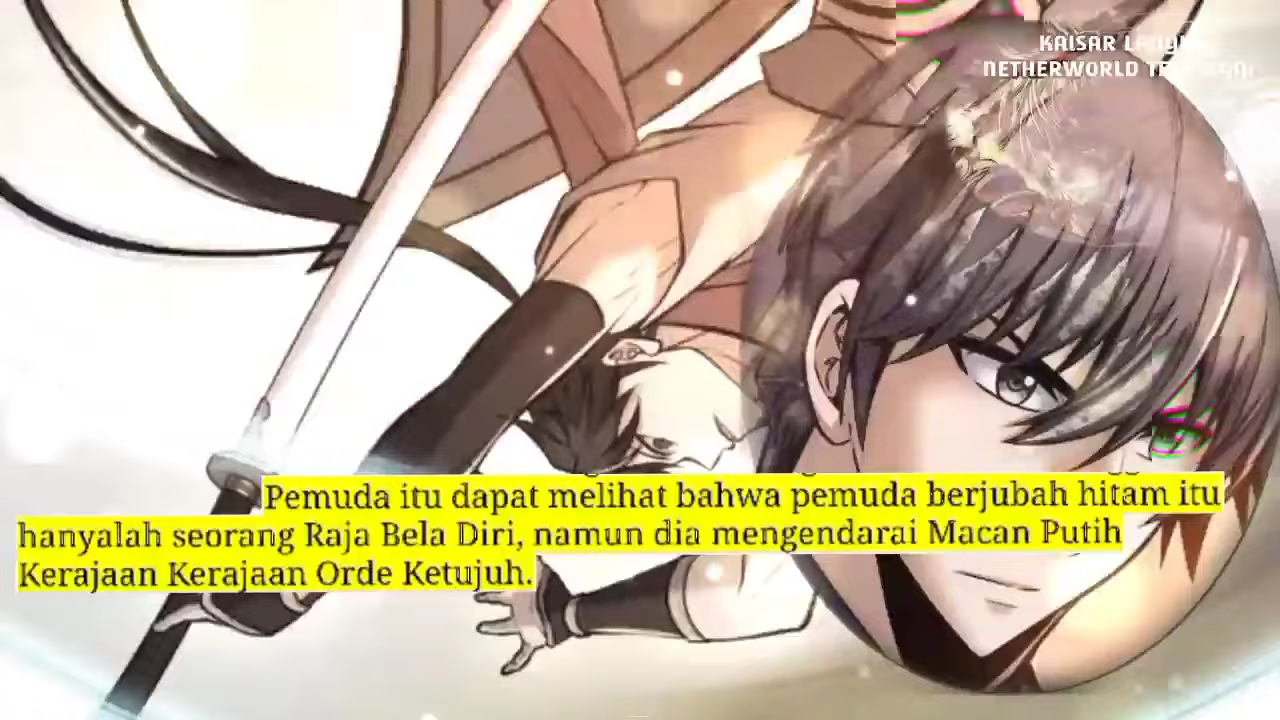 KAISAR
NETHERWORLD
Pemuda itu dapat melihat bahwa pemuda berjubah hitam itu
hanyalah seorang Raja Bela Diri, namun dia mengendarai Macan Putih
Kerajaan Kerajaan Orde Ketujuh.